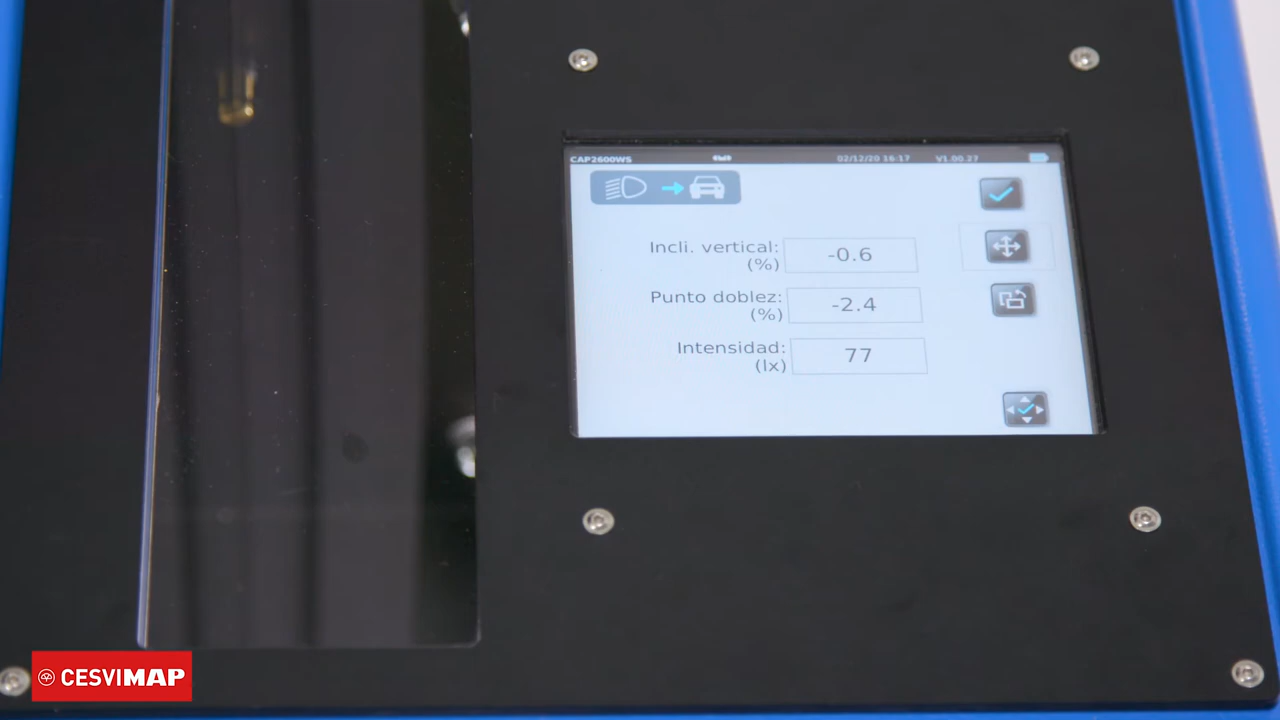 CAP2600WS 02/12/20 16:17 V1.00.27
Incli. vertical: -0.6
(%)
Punto doblez: -2.4
(%)
Intensidad: 77
(lx)
CESVIMAP